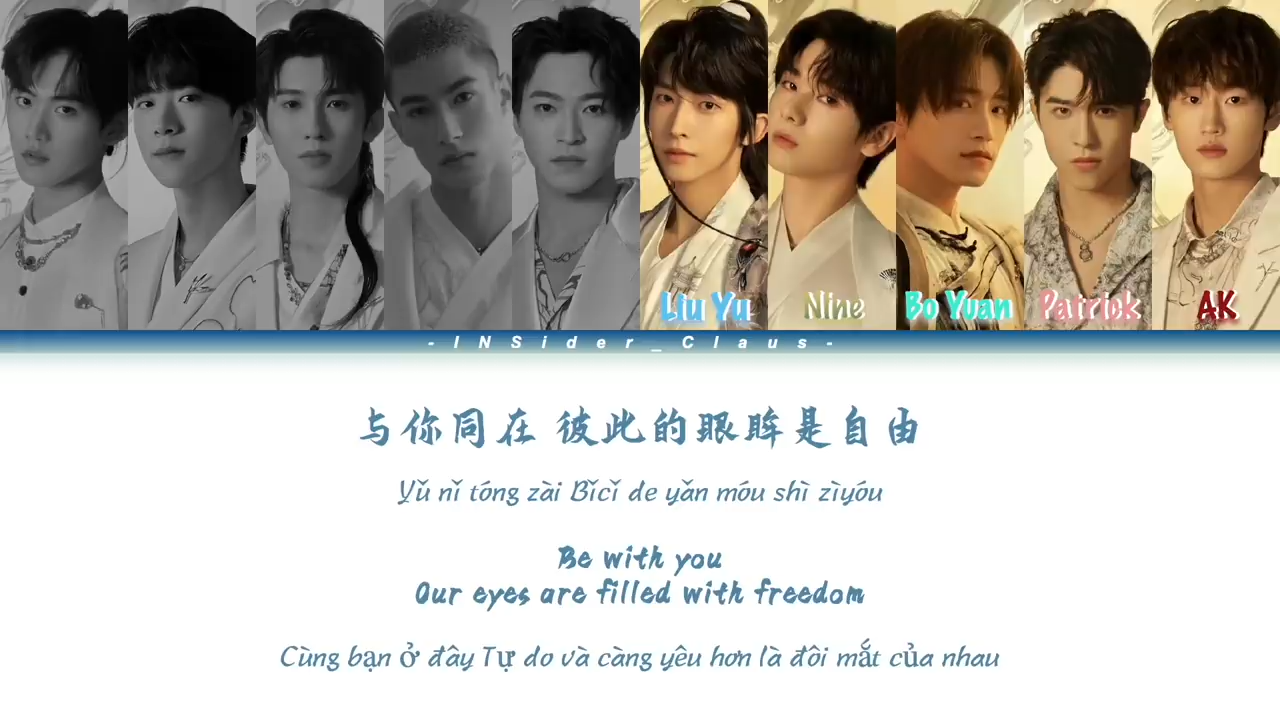 Liu Yu
Nine
Bo Yuan
Patrick
AK
- INSider_Claus -
与你同在 彼此的眼眸是自由
Yǔ nǐ tóng zài Bǐcǐ de yǎn móu shì zìyóu
Be with you
Our eyes are filled with freedom
Cùng bạn ở đây Tự do và càng yêu hơn là đôi mắt của nhau